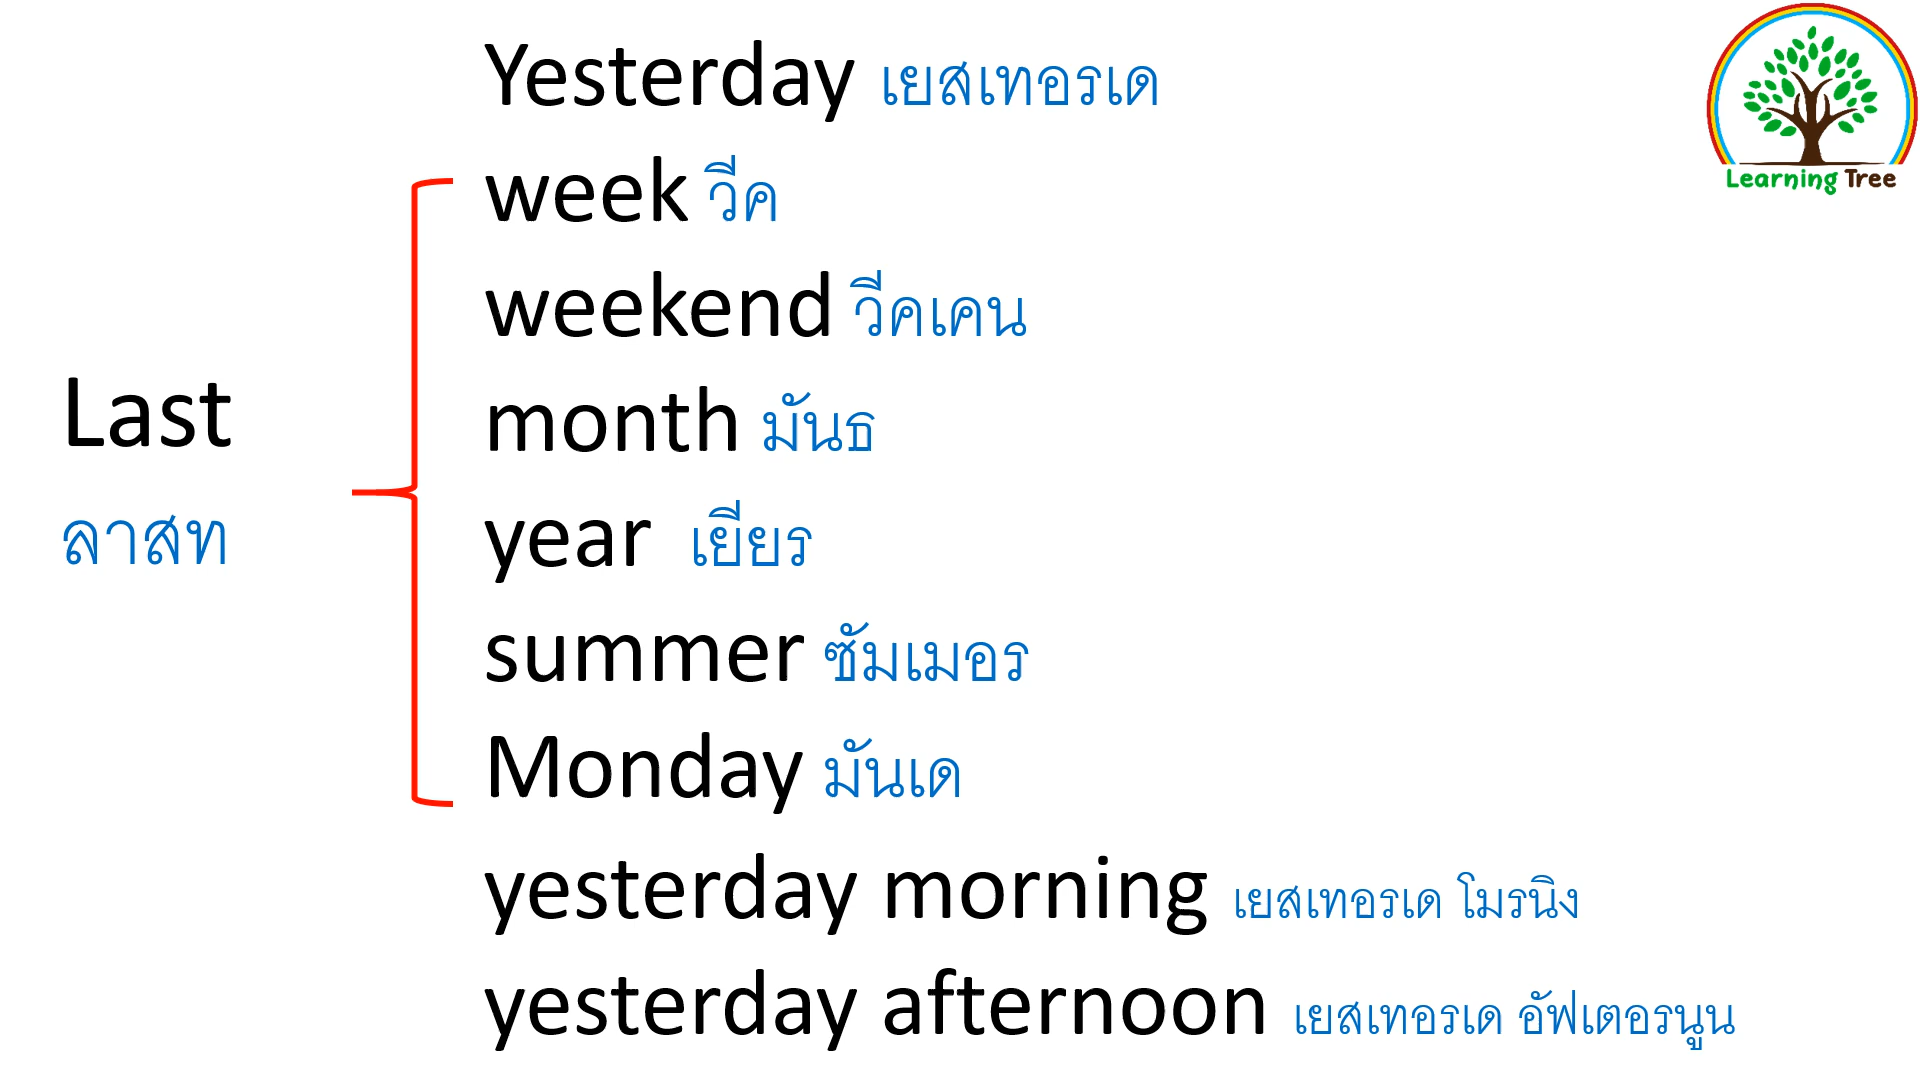 Yesterday เยสเทอรเด
week วีค
weekend วีคเคน
Last
month มันธ
ลาสท
year เยียร
summer ซัมเมอร
Monday มันเด
yesterday morning เยสเทอรเด โมรนิง
yesterday afternoon เยสเทอรเด อัฟเตอรนูน
Learning Tree